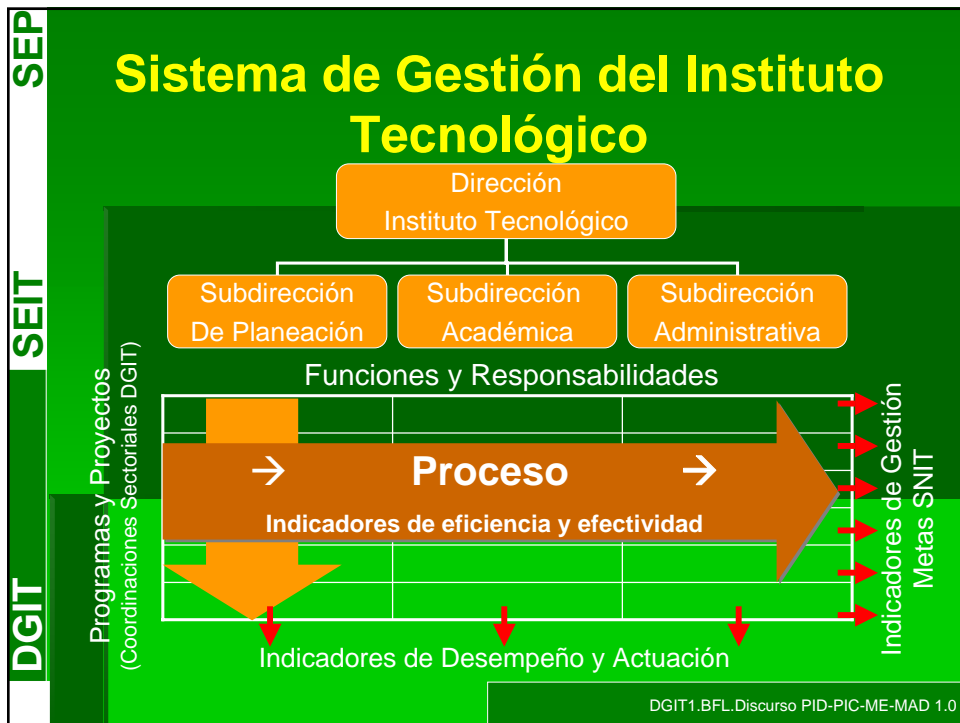 SEP
SEIT
DGIT
Sistema de Gestión del Instituto
Tecnológico
Dirección
Instituto Tecnológico
Subdirección
De Planeación
Subdirección
Académica
Subdirección
Administrativa
Funciones y Responsabilidades
Programas y Proyectos
(Coordinaciones Sectoriales DGIT)
→ Proceso →
Indicadores de eficiencia y efectividad
Indicadores de Gestión
Metas SNIT
Indicadores de Desempeño y Actuación
DGIT1.BFL.Discurso PID-PIC-ME-MAD 1.0